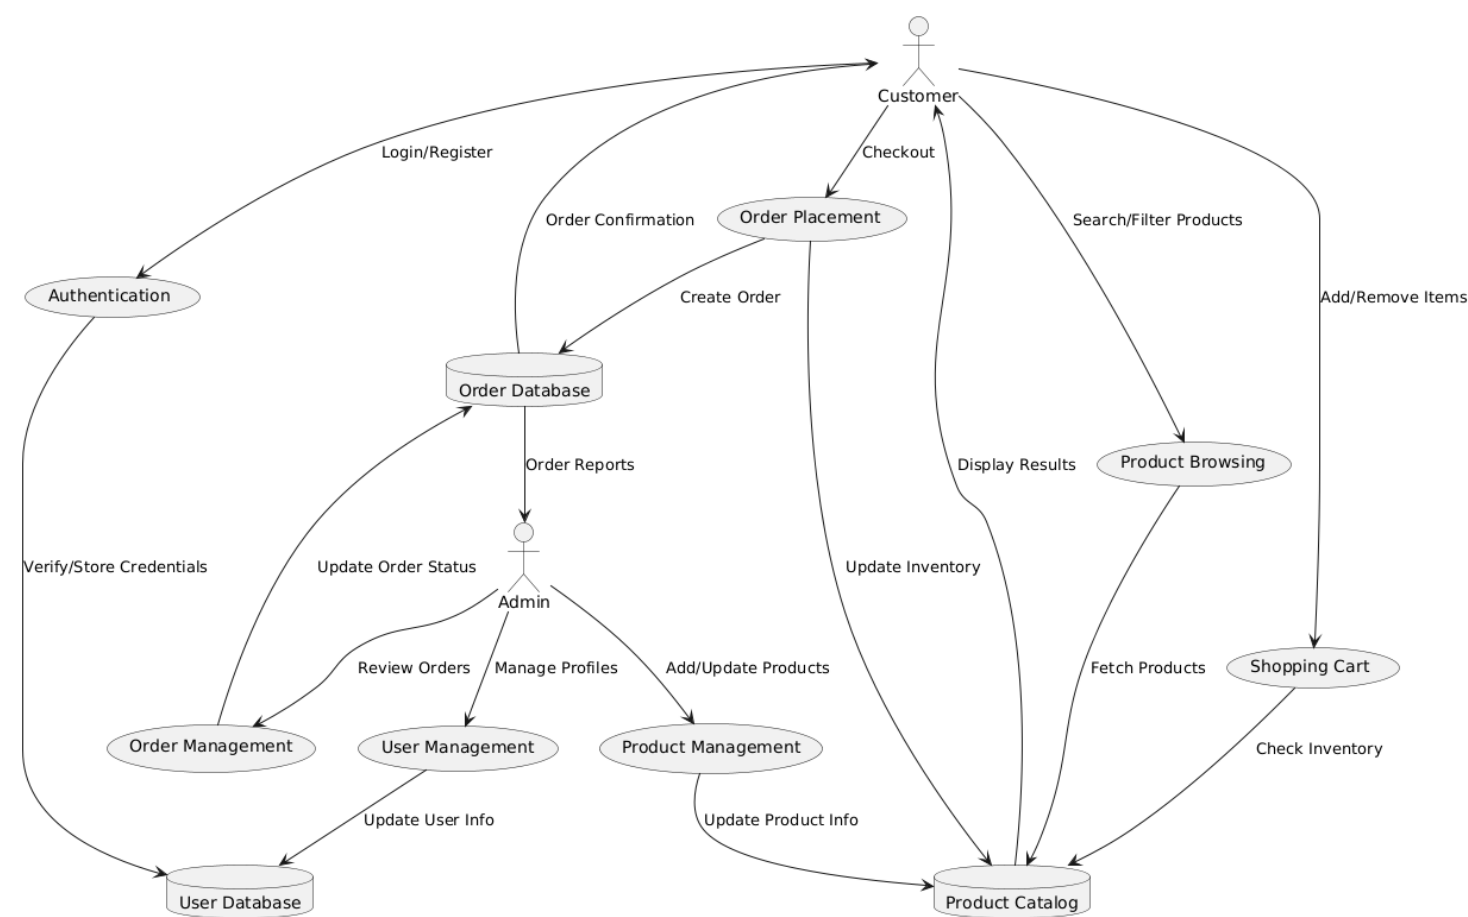 Customer
Login/Register
Checkout
Order Placement
Order Confirmation
Search/Filter Products
Authentication
Create Order
Add/Remove Items
Order Database
Order Reports
Display Results
Product Browsing
Verify/Store Credentials
Update Order Status
Update Inventory
Admin
Review Orders
Manage Profiles
Add/Update Products
Fetch Products
Shopping Cart
Order Management
User Management
Product Management
Check Inventory
Update User Info
Update Product Info
User Database
Product Catalog